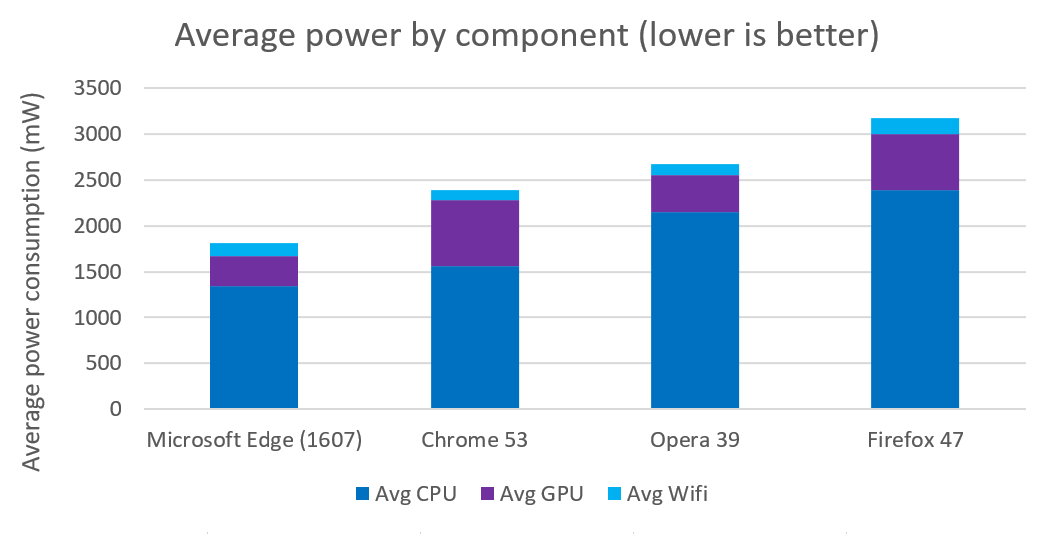 Average power by component (lower is better)
Average power consumption (mW)
3500
3000
2500
2000
1500
1000
500
0
Microsoft Edge (1607) Chrome 53 Opera 39 Firefox 47
Avg CPU Avg GPU Avg Wifi